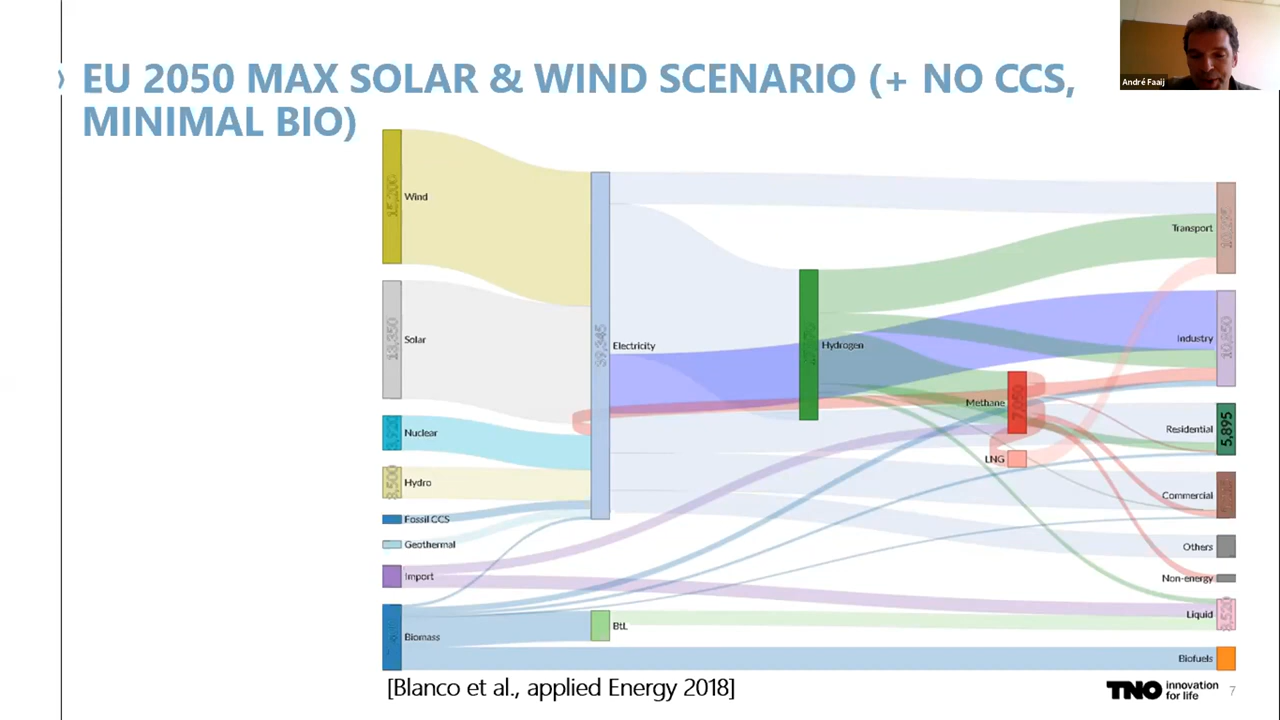 André Faaij
EU 2050 MAX SOLAR & WIND SCENARIO (+ NO CCS,
MINIMAL BIO)
Wind
Solar
Nuclear
Hydro
Fossil CCS
Geothermal
Import
Biomass
Electricity
BtL
Hydrogen
Methane
LNG
Transport
Industry
Residential
5,895
Commercial
Others
Non-energy
Liquid
Biofuels
[Blanco et al., applied Energy 2018]
TNO innovation
for life
7